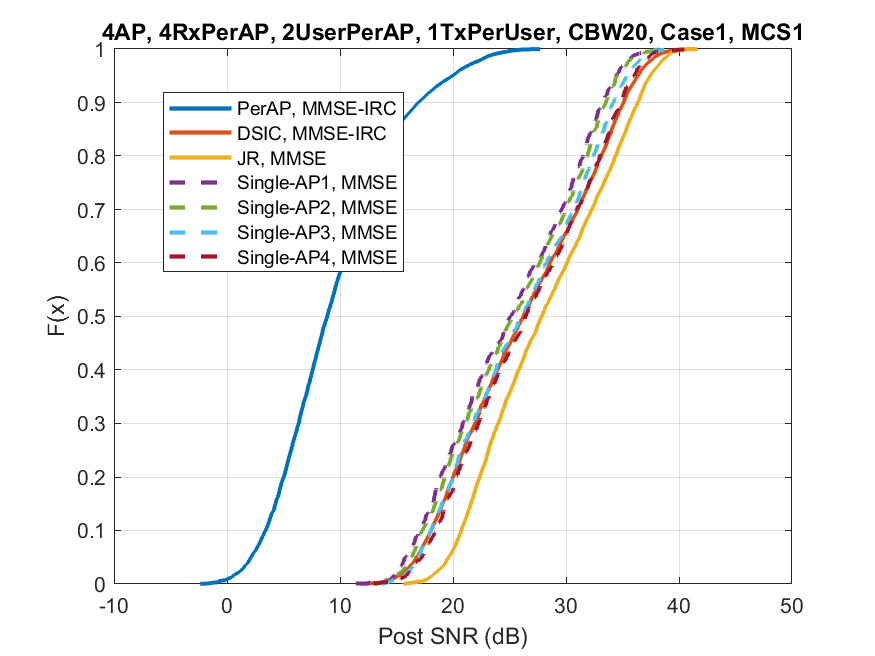 4AP, 4RxPerAP, 2UserPerAP, 1TxPerUser, CBW20, Case1, MCS1
1
0.9
0.8
0.7
0.6
0.5
0.4
0.3
0.2
0.1
0
F(x)
PerAP, MMSE-IRC
DSIC, MMSE-IRC
JR, MMSE
Single-AP1, MMSE
Single-AP2, MMSE
Single-AP3, MMSE
Single-AP4, MMSE
-10 0 10 20 30 40 50
Post SNR (dB)